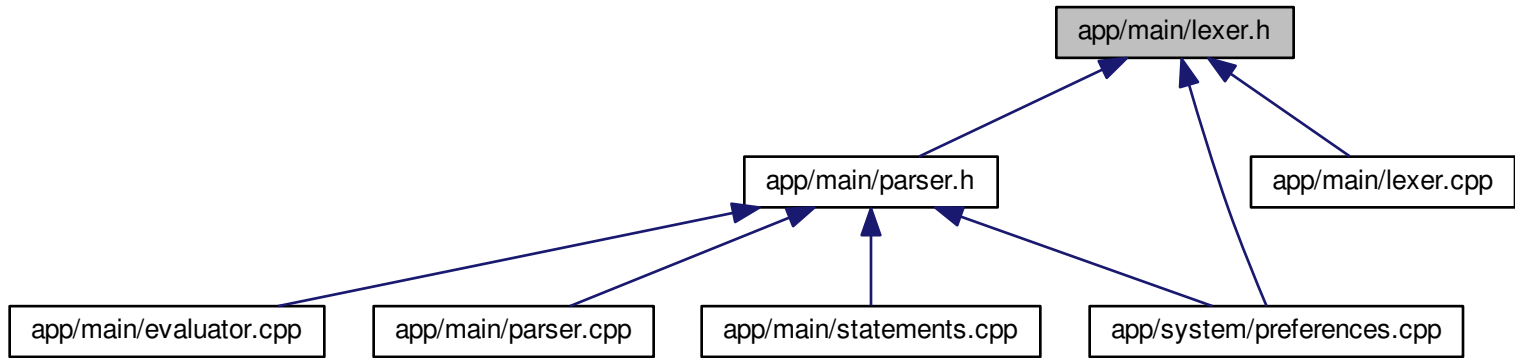 app/main/lexer.h
app/main/parser.h
app/main/lexer.cpp
app/main/evaluator.cpp
app/main/parser.cpp
app/main/statements.cpp
app/system/preferences.cpp